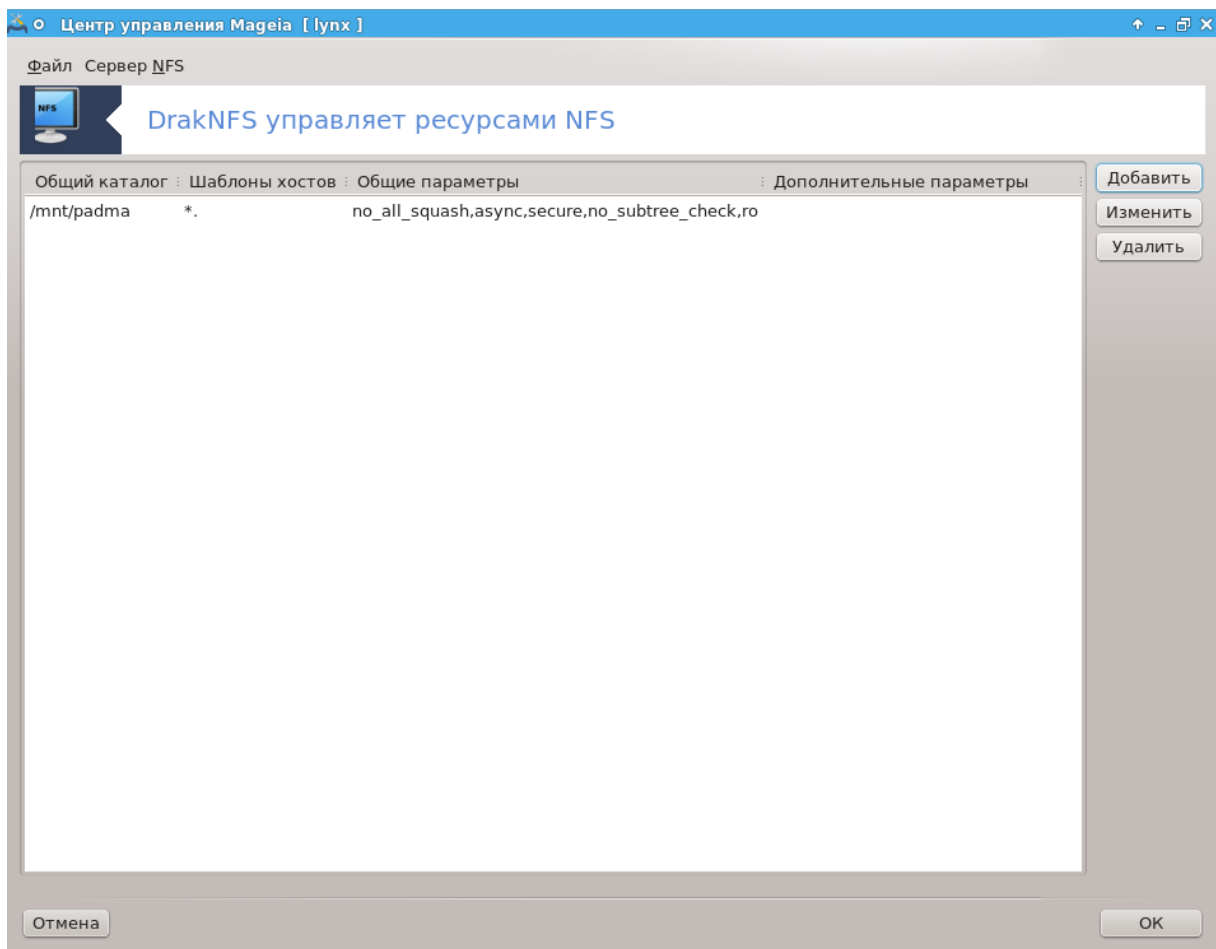 Центр управления Mageia [ lynx ]
Файл Сервер NFS
NFS DrakNFS управляет ресурсами NFS
Общий каталог Шаблоны хостов Общие параметры Дополнительные параметры Добавить
/mnt/padma *. no_all_squash,async,secure,no_subtree_check,ro Изменить
Удалить
Отмена ОК